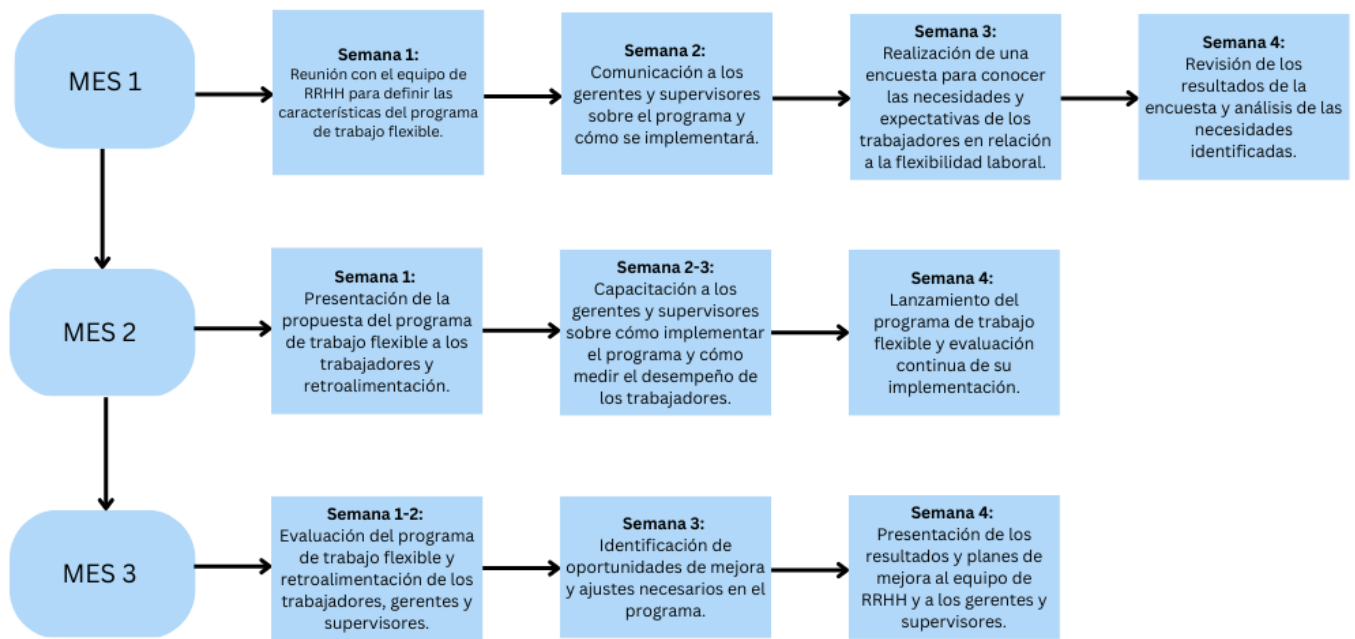 MES 1
Semana 1:
Reunión con el equipo de
RRHH para definir las
características del programa
de trabajo flexible.
Semana 2:
Comunicación a los
gerentes y supervisores
sobre el programa y
cómo se implementará.
Semana 3:
Realización de una
encuesta para conocer
las necesidades y
expectativas de los
trabajadores en relación
a la flexibilidad laboral.
Semana 4:
Revisión de los
resultados de la
encuesta y análisis de las
necesidades
identificadas.
MES 2
Semana 1:
Presentación de la
propuesta del programa
de trabajo flexible a los
trabajadores y
retroalimentación.
Semana 2-3:
Capacitación a los
gerentes y supervisores
sobre cómo implementar
el programa y cómo
medir el desempeño de
los trabajadores.
Semana 4:
Lanzamiento del
programa de trabajo
flexible y evaluación
continua de su
implementación.
MES 3
Semana 1-2:
Evaluación del programa
de trabajo flexible y
retroalimentación de los
trabajadores, gerentes y
supervisores.
Semana 3:
Identificación de
oportunidades de mejora
y ajustes necesarios en el
programa.
Semana 4:
Presentación de los
resultados y planes de
mejora al equipo de
RRHH y a los gerentes y
supervisores.